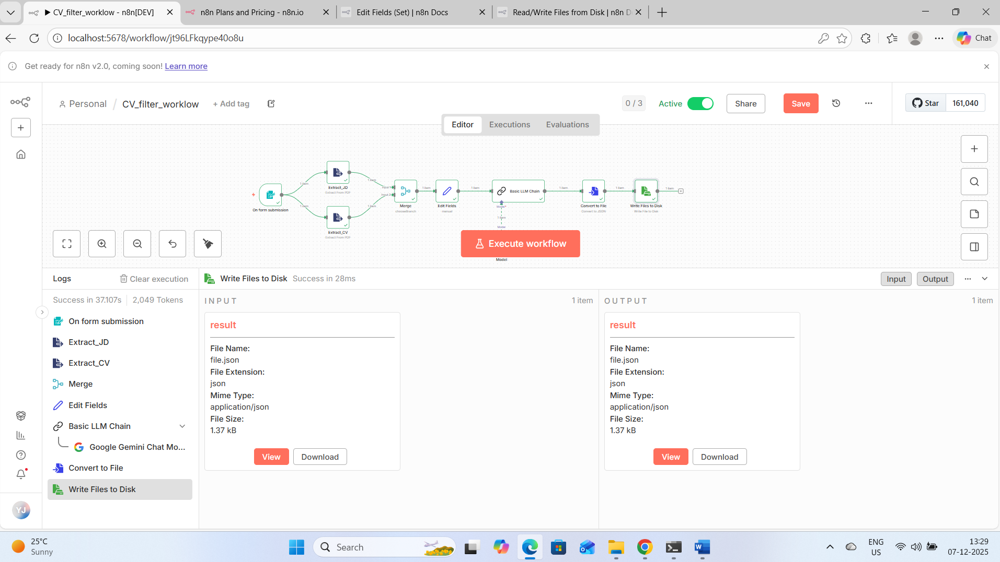 CV_filter_worklow - n8n[DEV]
n8n Plans and Pricing - n8n.io
Edit Fields (Set) | n8n Docs
Read/Write Files from Disk | n8n D
localhost:5678/workflow/jt96LFkqype40o8u
Chat
Get ready for n8n v2.0, coming soon! Learn more
Personal / CV_filter_worklow
+ Add tag
0 / 3
Active
Share
Save
Star
161,040
Editor
Executions
Evaluations
On form submission
1 item
1 item
Extract_JD
Extract From PDF
Extract_CV
Extract From PDF
1 item
1 item
Input 1
Input 2
Merge
chooseBranch
1 item
Edit Fields
manual
1 item
Basic LLM Chain
Model*
1 item
Model
1 item
Convert to File
Convert to JSON
1 item
Write Files to Disk
Write File to Disk
1 item
Execute workflow
Model
Logs
Clear execution
Write Files to Disk
Success in 28ms
Input
Output
Success in 37.107s
2,049 Tokens
On form submission
Extract_JD
Extract_CV
Merge
Edit Fields
Basic LLM Chain
Google Gemini Chat Mo...
Convert to File
Write Files to Disk
INPUT
1 item
result
File Name:
file.json
File Extension:
json
Mime Type:
application/json
File Size:
1.37 kB
View
Download
OUTPUT
1 item
result
File Name:
file.json
File Extension:
json
Mime Type:
application/json
File Size:
1.37 kB
View
Download
YJ
25°C
Sunny
Search
ENG
US
13:29
07-12-2025